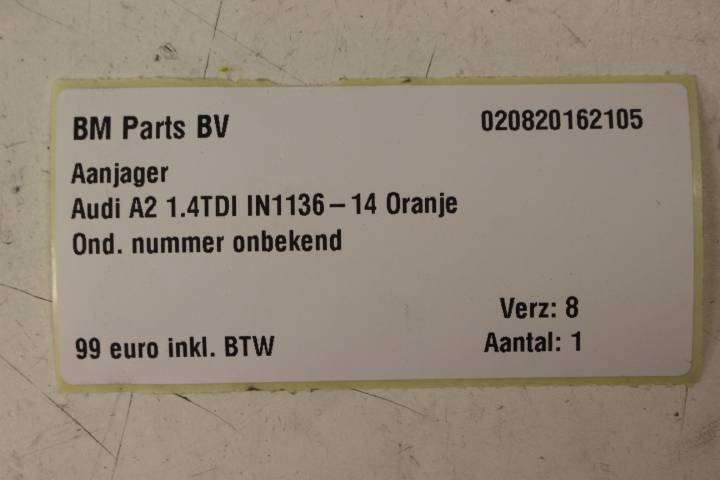 BM Parts BV 020820162105
Aanjager
Audi A2 1.4TDI IN1136–14 Oranje
Ond. nummer onbekend
Verz: 8
99 euro inkl. BTW Aantal: 1